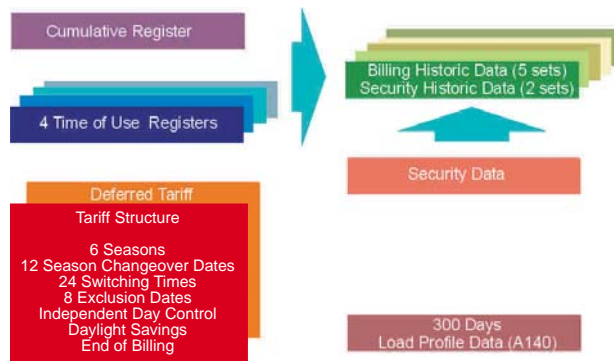 Cumulative Register
4 Time of Use Registers
Deferred Tariff
Tariff Structure
6 Seasons
12 Season Changeover Dates
24 Switching Times
8 Exclusion Dates
Independent Day Control
Daylight Savings
End of Billing
Billing Historic Data (5 sets)
Security Historic Data (2 sets)
Security Data
300 Days
Load Profile Data (A140)